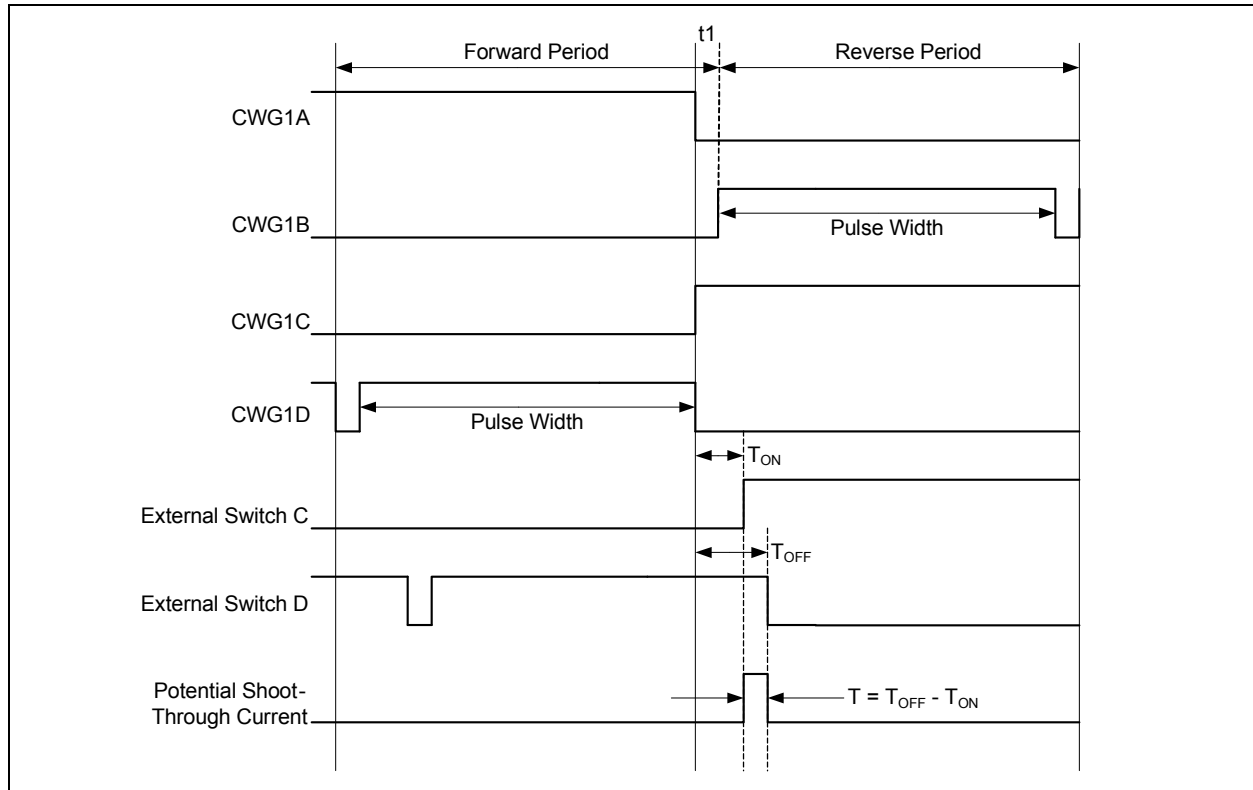 t1
Forward Period
Reverse Period
CWG1A
CWG1B
Pulse Width
CWG1C
CWG1D
Pulse Width
TON
External Switch C
TOFF
External Switch D
Potential Shoot-
Through Current
T = TOFF - TON